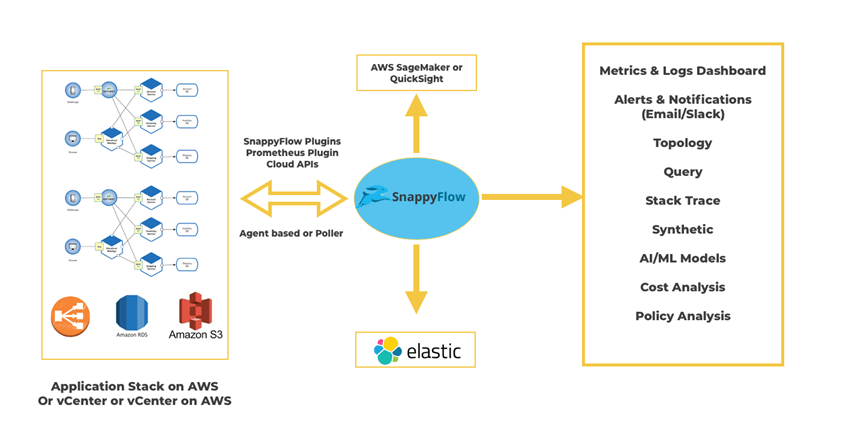 AWS SageMaker or
QuickSight
SnappyFlow Plugins
Prometheus Plugin
Cloud APIs
Agent based or Poller
SnappyFlow
elastic
Amazon RDS
Amazon S3
Application Stack on AWS
Or vCenter or vCenter on AWS
Metrics & Logs Dashboard
Alerts & Notifications
(Email/Slack)
Topology
Query
Stack Trace
Synthetic
AI/ML Models
Cost Analysis
Policy Analysis